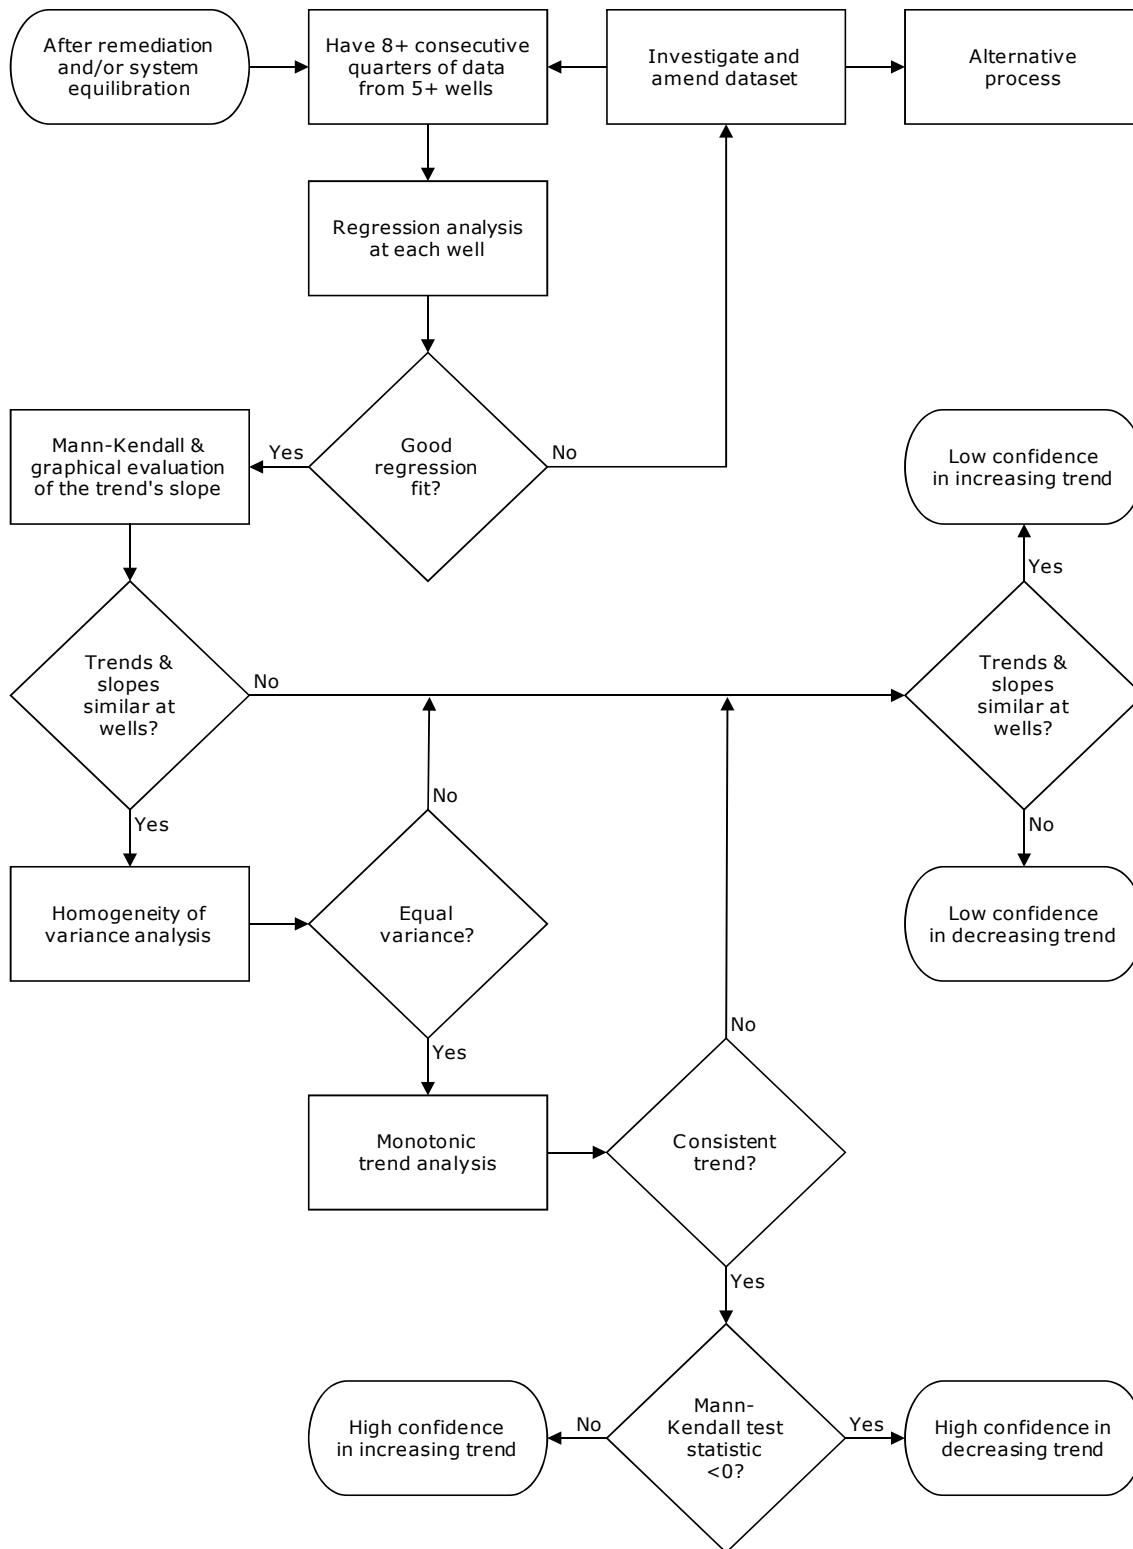 After remediation
and/or system
equilibration
Have 8+ consecutive
quarters of data
from 5+ wells
Investigate and
amend dataset
Alternative
process
Regression analysis
at each well
Mann-Kendall &
graphical evaluation
of the trend's slope
Yes
Good
regression
fit?
No
Low confidence
in increasing trend
Yes
Trends &
slopes
similar at
wells?
No
Trends &
slopes
similar at
wells?
No
Yes
No
Homogeneity of
variance analysis
Equal
variance?
Low confidence
in decreasing trend
No
Yes
Monotonic
trend analysis
Consistent
trend?
Yes
High confidence
in increasing trend
No
Mann-
Kendall test
statistic
<0?
Yes
High confidence in
decreasing trend